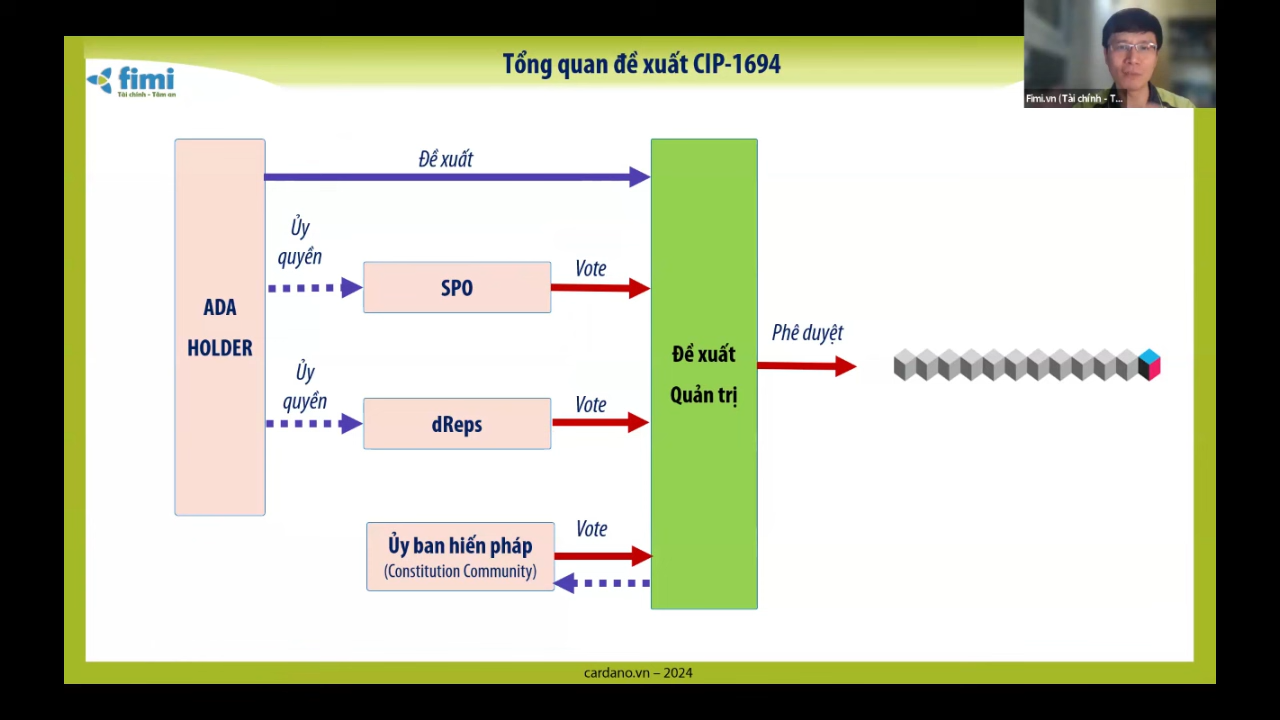 Tổng quan đề xuất CIP-1694
fimi
Tài chính - Tâm an
Fimi.vn (Tài chính - T...
Đề xuất
Ủy
quyền
Vote
SPO
ADA
HOLDER
Phê duyệt
Đề xuất
Quản trị
Ủy
quyền
Vote
dReps
Vote
Ủy ban hiến pháp
(Constitution Community)
cardano.vn – 2024